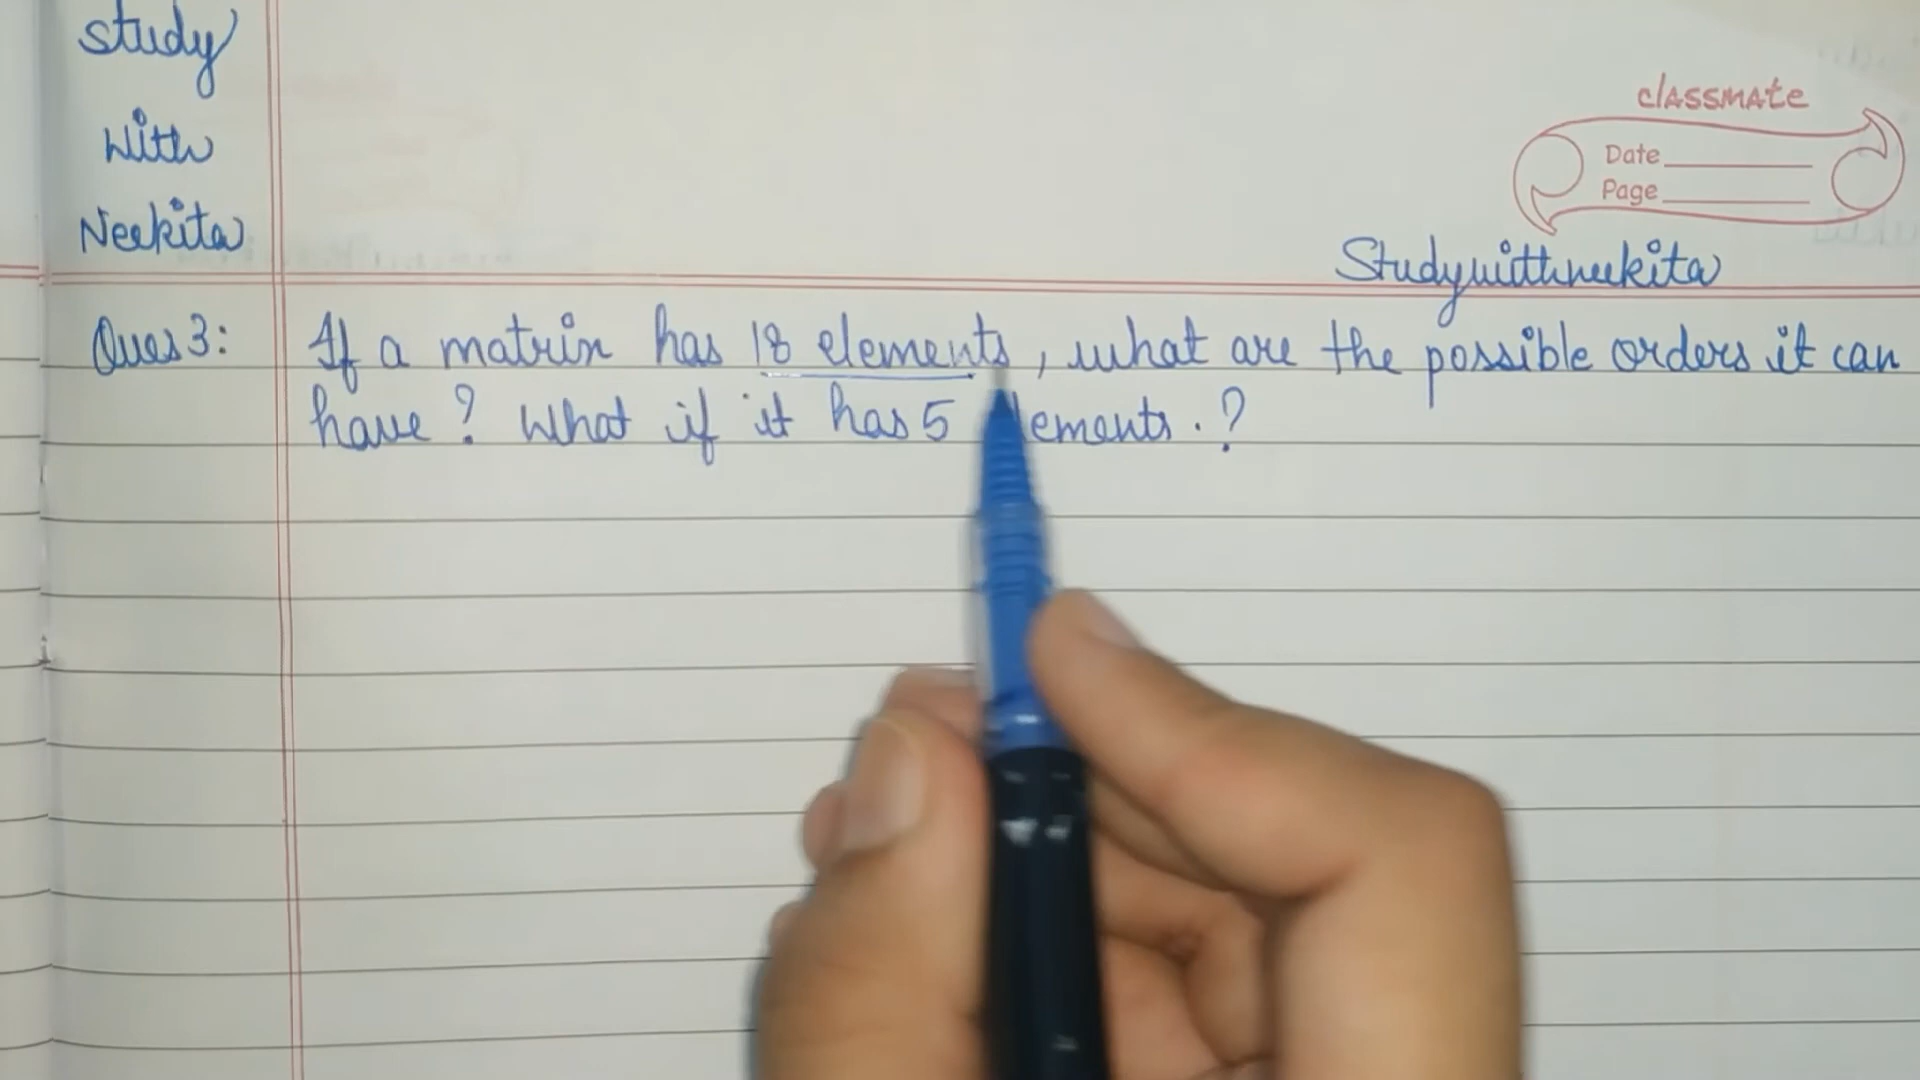 study
With
Neekita
classmate
Date
Page
Studywithneekita
Ques 3: If a matrix has 18 elements, what are the possible orders it can
have? What if it has 5 elements.?